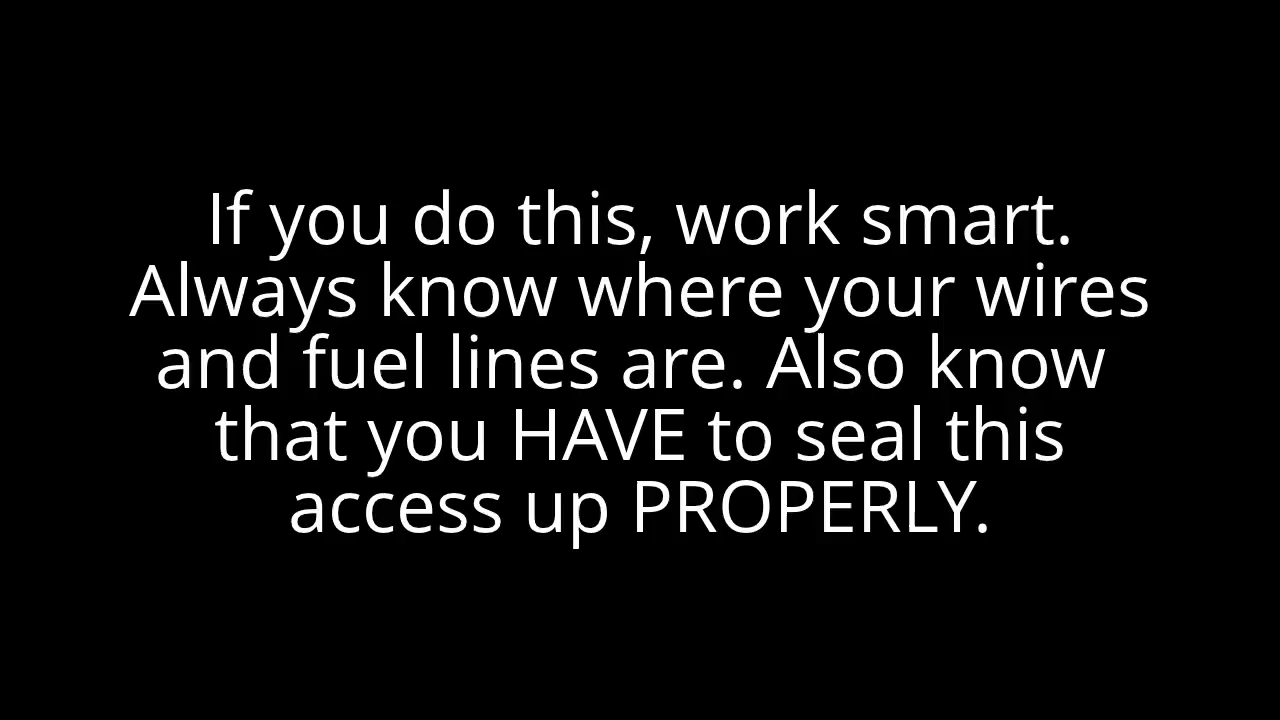 If you do this, work smart.
Always know where your wires
and fuel lines are. Also know
that you HAVE to seal this
access up PROPERLY.